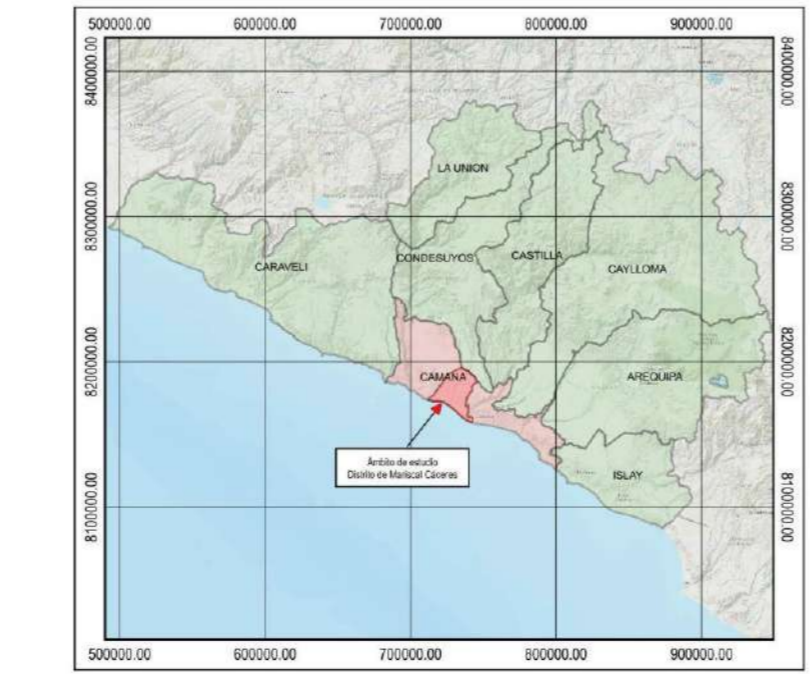 500000.00 600000.00 700000.00 800000.00 900000.00
8400000.00 8400000.00
LA UNION
8300000.00 8300000.00
CARAVELI CONDESUYOS CASTILLA CAYLLOMA
8200000.00 8200000.00
CAMANA AREQUIPA
Ámbito de estudio
Distrito de Mariscal Cáceres
ISLAY
8100000.00 8100000.00
500000.00 600000.00 700000.00 800000.00 900000.00